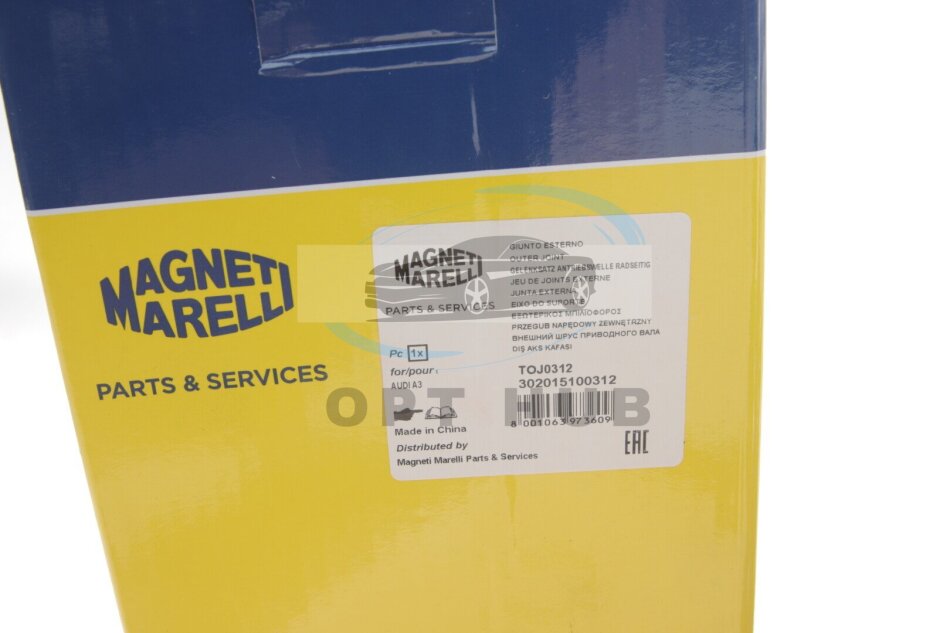 MAGNETI
MARELLI
PARTS & SERVICES
MAGNETI
MARELLI
PARTS & SERVICES
GIUNTO ESTERNO
OUTER JOINT
GELENKSATZ ANTRIEBSWELLE RADSEITIG
JEU DE JOINTS EXTERNE
JUNTA EXTERNA
EIXO DO SUPORTE
ΕΞΩΤΕΡΙΚΟΣ ΜΠΙΛΙΟΦΟΡΟΣ
PRZEGUB NAPĘDOWY ZEWNĘTRZNY
ВНЕШНИЙ ШРУС ПРИВОДНОГО ВАЛА
DIŞ AKS KAFASI
Pc 1x
for/pour:
AUDI A3
TOJ0312
302015100312
8 001063 973609
Made in China
Distributed by
Magneti Marelli Parts & Services
EAC
OPT HUB